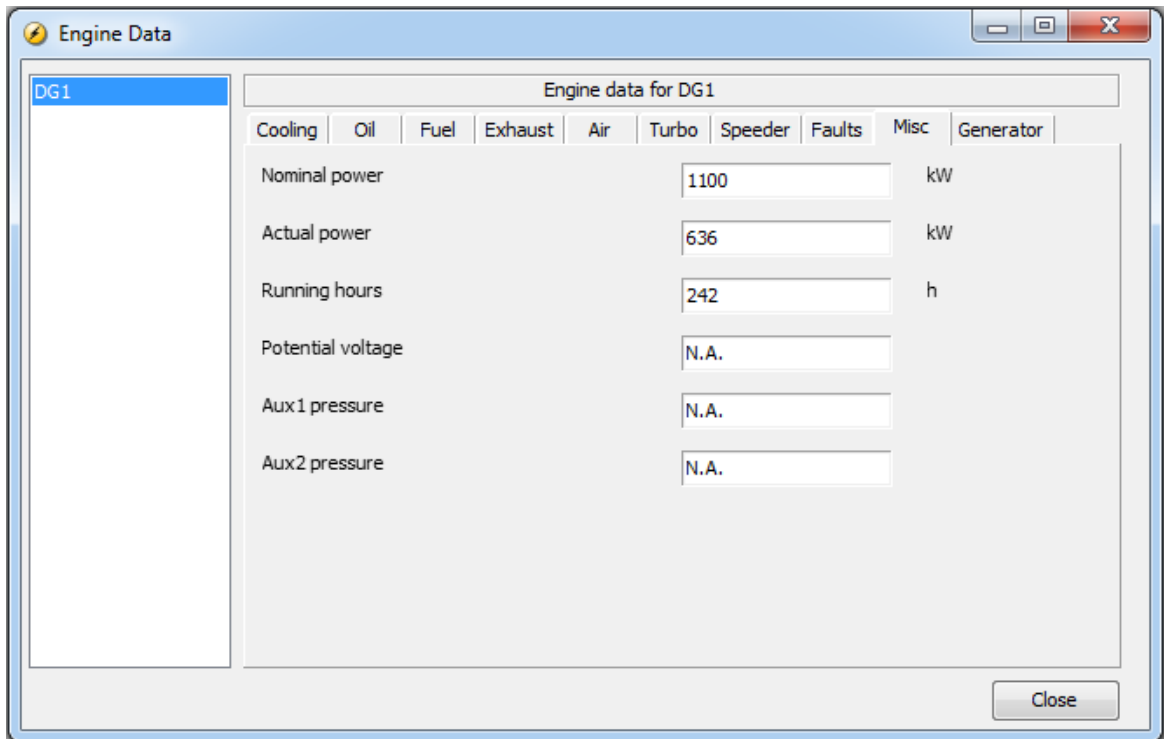 Engine Data
DG1
Engine data for DG1
Cooling Oil Fuel Exhaust Air Turbo Speeder Faults Misc Generator
Nominal power 1100 kW
Actual power 636 kW
Running hours 242 h
Potential voltage N.A.
Aux1 pressure N.A.
Aux2 pressure N.A.
Close